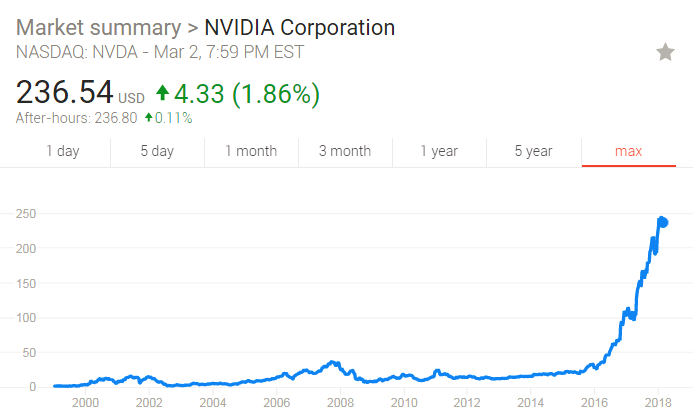 Market summary > NVIDIA Corporation
NASDAQ: NVDA - Mar 2, 7:59 PM EST
236.54 USD 4.33 (1.86%)
After-hours: 236.80 0.11%
1 day 5 day 1 month 3 month 1 year 5 year max
250
200
150
100
50
0
2000 2002 2004 2006 2008 2010 2012 2014 2016 2018